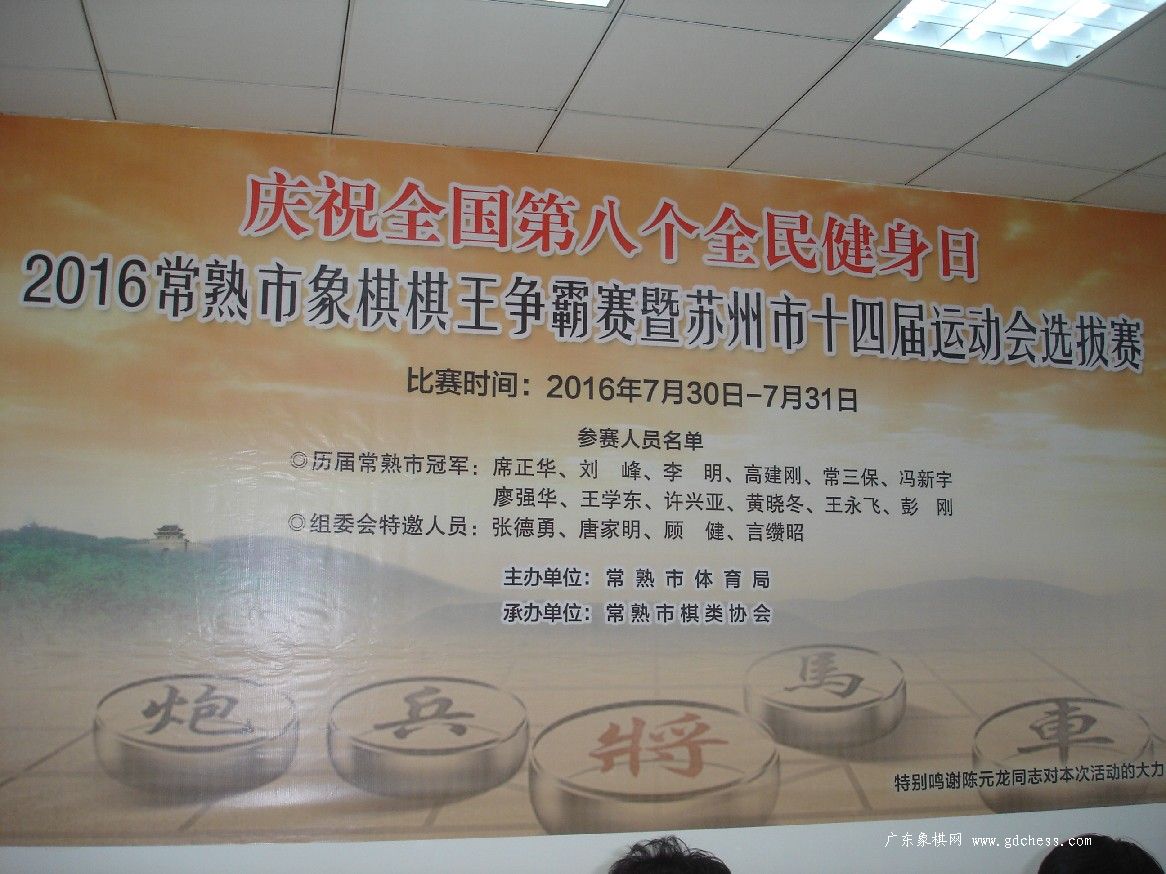 庆祝全国第八个全民健身日
2016常熟市象棋棋王争霸赛暨苏州市十四届运动会选拔赛
比赛时间：2016年7月30日-7月31日
参赛人员名单
◎历届常熟市冠军：席正华、刘　峰、李　明、高建刚、常三保、冯新宇
廖强华、王学东、许兴亚、黄晓冬、王永飞、彭　刚
◎组委会特邀人员：张德勇、唐家明、顾　健、言缵昭
主办单位：常熟市体育局
承办单位：常熟市棋类协会
炮 兵 将 馬 車
特别鸣谢陈元龙同志对本次活动的大力
广东象棋网 www.gdchess.com